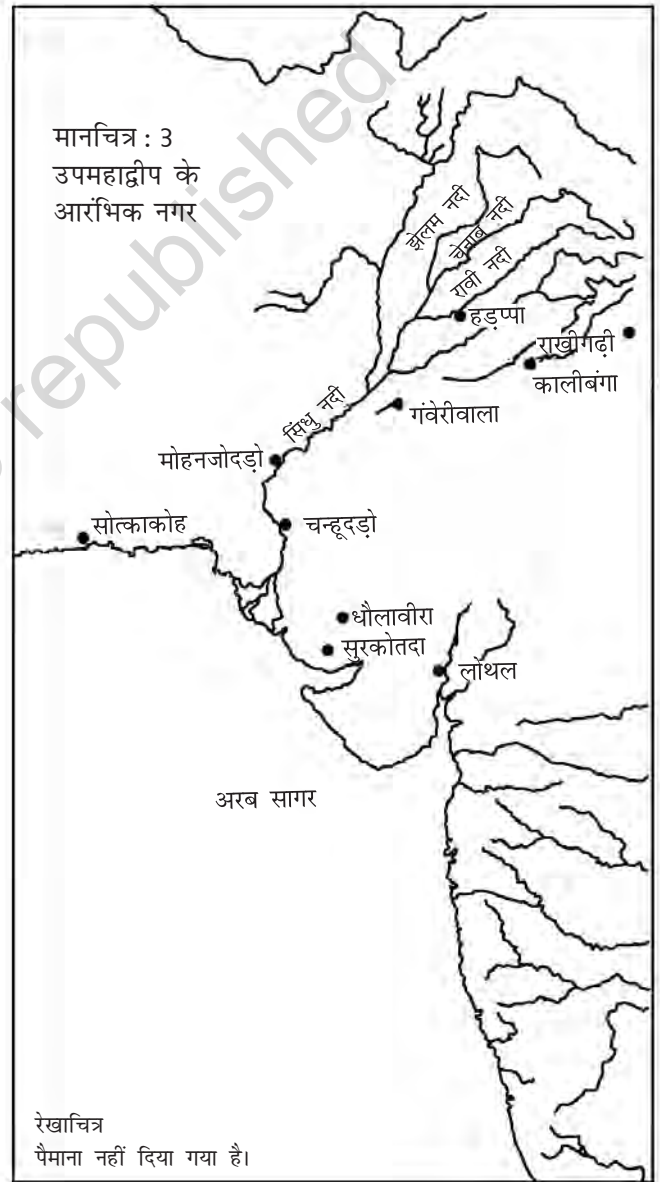 मानचित्र : 3
उपमहाद्वीप के
आरंभिक नगर
झेलम नदी
चेनाब नदी
रावी नदी
हड़प्पा
राखीगढ़ी
कालीबंगा
गंवेरीवाला
सिंधु नदी
मोहनजोदड़ो
सोत्काकोह
चन्हूदड़ो
धौलावीरा
सुरकोतदा
लोथल
अरब सागर
रेखाचित्र
पैमाना नहीं दिया गया है।
republished